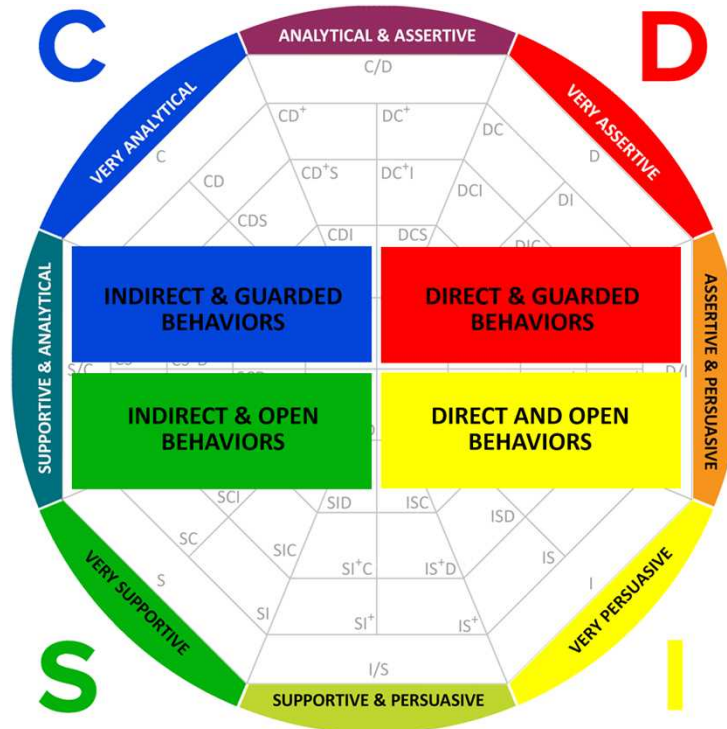 C
D
ANALYTICAL & ASSERTIVE
VERY ANALYTICAL
VERY ASSERTIVE
C/D
CD+
DC+
DC
C
D
CD
CD+S
DC+I
DCI
DI
CDS
CDI
DCS
DIC
INDIRECT & GUARDED
BEHAVIORS
DIRECT & GUARDED
BEHAVIORS
SUPPORTIVE & ANALYTICAL
ASSERTIVE & PERSUASIVE
S/C
D/I
INDIRECT & OPEN
BEHAVIORS
DIRECT AND OPEN
BEHAVIORS
SCI
SID
ISC
ISD
SC
SIC
IS
S
SI+C
IS+D
I
SI
SI+
IS+
VERY SUPPORTIVE
VERY PERSUASIVE
I/S
SUPPORTIVE & PERSUASIVE
S
I